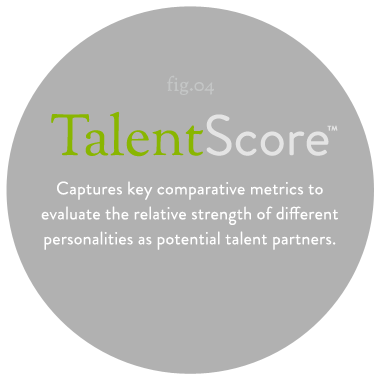 fig.04
TalentScore™
Captures key comparative metrics to
evaluate the relative strength of different
personalities as potential talent partners.